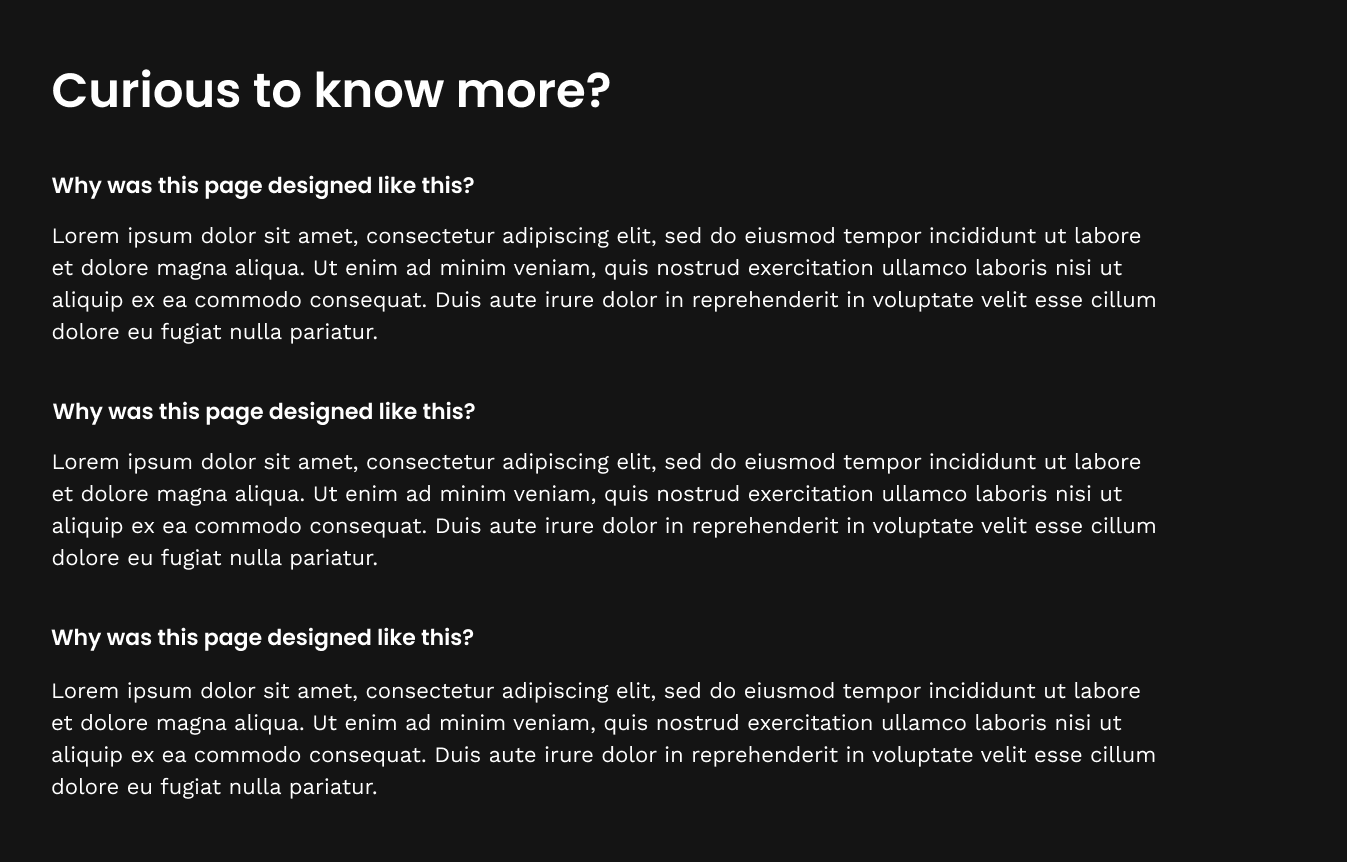 Curious to know more?
Why was this page designed like this?
Lorem ipsum dolor sit amet, consectetur adipiscing elit, sed do eiusmod tempor incididunt ut labore
et dolore magna aliqua. Ut enim ad minim veniam, quis nostrud exercitation ullamco laboris nisi ut
aliquip ex ea commodo consequat. Duis aute irure dolor in reprehenderit in voluptate velit esse cillum
dolore eu fugiat nulla pariatur.
Why was this page designed like this?
Lorem ipsum dolor sit amet, consectetur adipiscing elit, sed do eiusmod tempor incididunt ut labore
et dolore magna aliqua. Ut enim ad minim veniam, quis nostrud exercitation ullamco laboris nisi ut
aliquip ex ea commodo consequat. Duis aute irure dolor in reprehenderit in voluptate velit esse cillum
dolore eu fugiat nulla pariatur.
Why was this page designed like this?
Lorem ipsum dolor sit amet, consectetur adipiscing elit, sed do eiusmod tempor incididunt ut labore
et dolore magna aliqua. Ut enim ad minim veniam, quis nostrud exercitation ullamco laboris nisi ut
aliquip ex ea commodo consequat. Duis aute irure dolor in reprehenderit in voluptate velit esse cillum
dolore eu fugiat nulla pariatur.